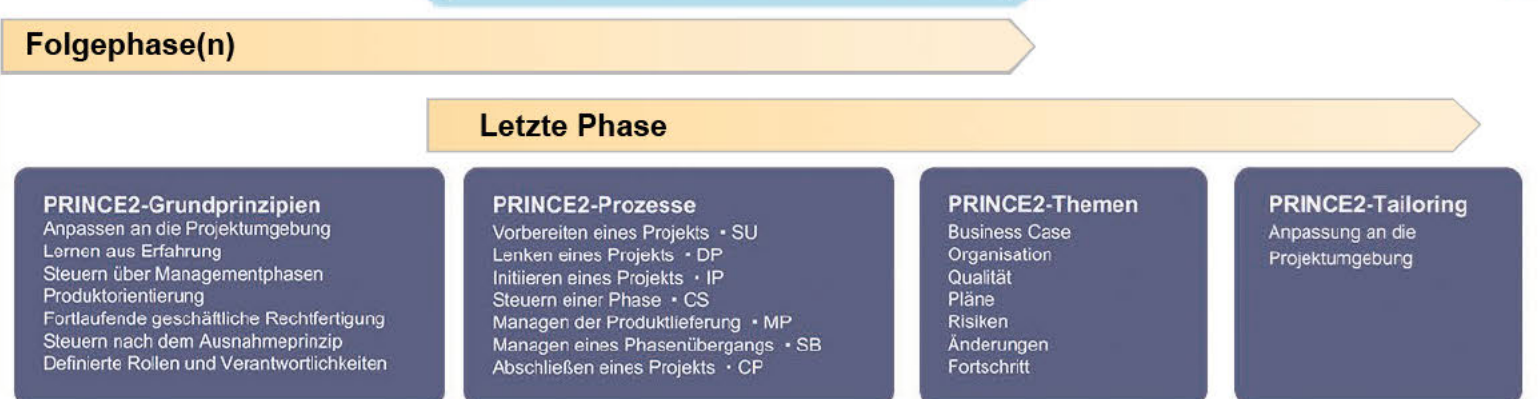 Folgephase(n)
Letzte Phase
PRINCE2-Grundprinzipien
Anpassen an die Projektumgebung
Lernen aus Erfahrung
Steuern über Managementphasen
Produktorientierung
Fortlaufende geschäftliche Rechtfertigung
Steuern nach dem Ausnahmeprinzip
Definierte Rollen und Verantwortlichkeiten
PRINCE2-Prozesse
Vorbereiten eines Projekts • SU
Lenken eines Projekts • DP
Initiieren eines Projekts • IP
Steuern einer Phase • CS
Managen der Produktlieferung • MP
Managen eines Phasenübergangs • SB
Abschließen eines Projekts • CP
PRINCE2-Themen
Business Case
Organisation
Qualität
Pläne
Risiken
Änderungen
Fortschritt
PRINCE2-Tailoring
Anpassung an die
Projektumgebung